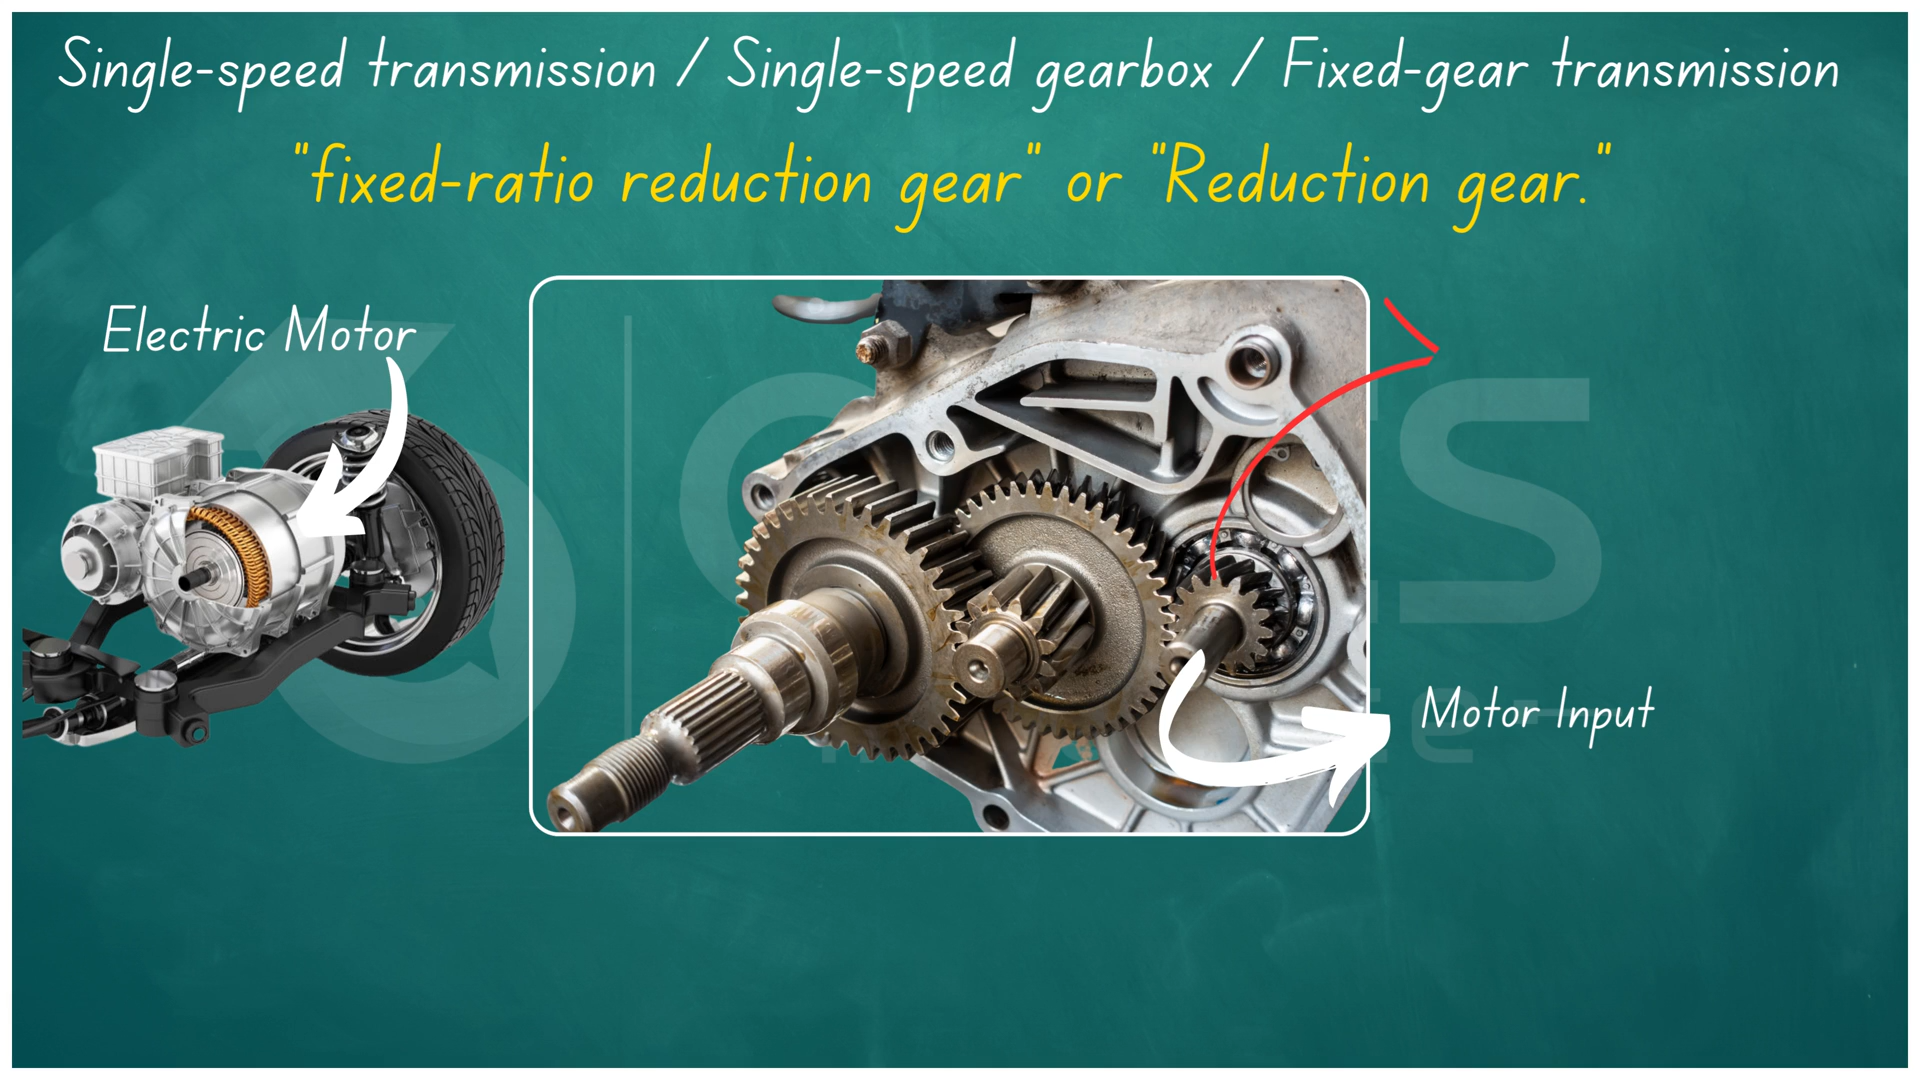 Single-speed transmission / Single-speed gearbox / Fixed-gear transmission
"fixed-ratio reduction gear" or "Reduction gear."
Electric Motor
Motor Input